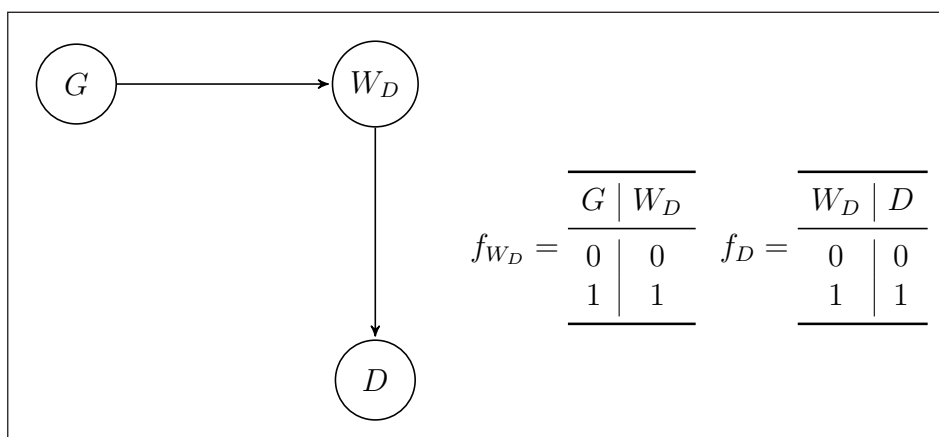 G
W_D
D
f_{W_D} =
G | W_D
0 | 0
1 | 1
f_D =
W_D | D
0 | 0
1 | 1